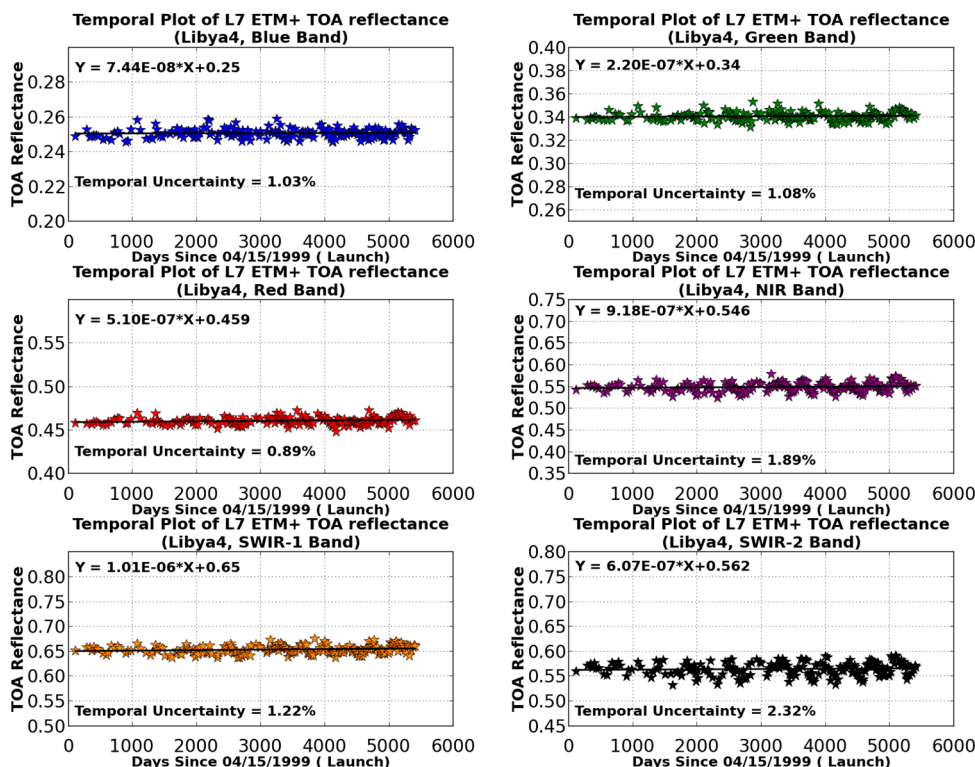 Temporal Plot of L7 ETM+ TOA reflectance
(Libya4, Blue Band)
TOA Reflectance
0.28
0.26
0.24
0.22
0.20
Y = 7.44E-08*X+0.25
Temporal Uncertainty = 1.03%
0 1000 2000 3000 4000 5000 6000
Days Since 04/15/1999 ( Launch)
Temporal Plot of L7 ETM+ TOA reflectance
(Libya4, Green Band)
TOA Reflectance
0.40
0.38
0.36
0.34
0.32
0.30
0.28
0.26
Y = 2.20E-07*X+0.34
Temporal Uncertainty = 1.08%
0 1000 2000 3000 4000 5000 6000
Days Since 04/15/1999 ( Launch)
Temporal Plot of L7 ETM+ TOA reflectance
(Libya4, Red Band)
TOA Reflectance
0.55
0.50
0.45
0.40
Y = 5.10E-07*X+0.459
Temporal Uncertainty = 0.89%
0 1000 2000 3000 4000 5000 6000
Days Since 04/15/1999 ( Launch)
Temporal Plot of L7 ETM+ TOA reflectance
(Libya4, NIR Band)
TOA Reflectance
0.75
0.70
0.65
0.60
0.55
0.50
0.45
0.40
0.35
Y = 9.18E-07*X+0.546
Temporal Uncertainty = 1.89%
0 1000 2000 3000 4000 5000 6000
Days Since 04/15/1999 ( Launch)
Temporal Plot of L7 ETM+ TOA reflectance
(Libya4, SWIR-1 Band)
TOA Reflectance
0.80
0.75
0.70
0.65
0.60
0.55
0.50
Y = 1.01E-06*X+0.65
Temporal Uncertainty = 1.22%
0 1000 2000 3000 4000 5000 6000
Days Since 04/15/1999 ( Launch)
Temporal Plot of L7 ETM+ TOA reflectance
(Libya4, SWIR-2 Band)
TOA Reflectance
0.80
0.75
0.70
0.65
0.60
0.55
0.50
0.45
Y = 6.07E-07*X+0.562
Temporal Uncertainty = 2.32%
0 1000 2000 3000 4000 5000 6000
Days Since 04/15/1999 ( Launch)